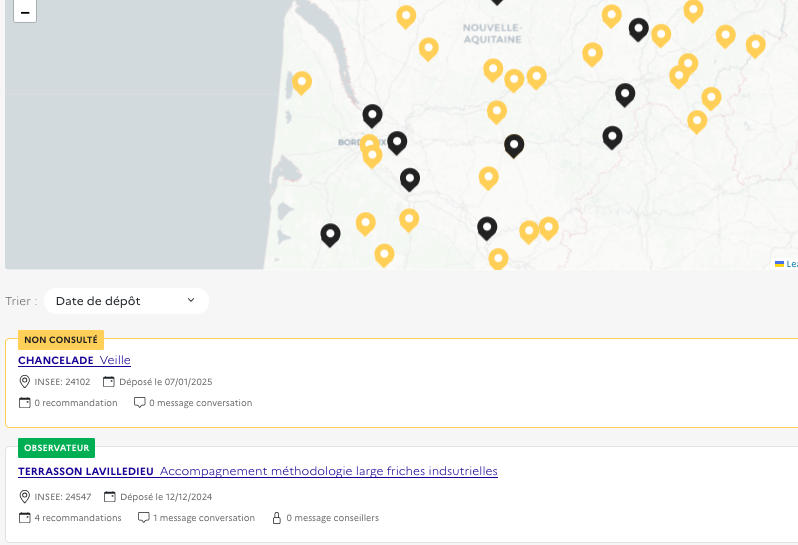 −
NOUVELLE-
AQUITAINE
Trier :
Date de dépôt
NON CONSULTÉ
CHANCELADE Veille
INSEE: 24102 Déposé le 07/01/2025
0 recommandation 0 message conversation
OBSERVATEUR
TERRASSON LAVILLEDIEU Accompagnement méthodologie large friches indsutrielles
INSEE: 24547 Déposé le 12/12/2024
4 recommandations 1 message conversation 0 message conseillers